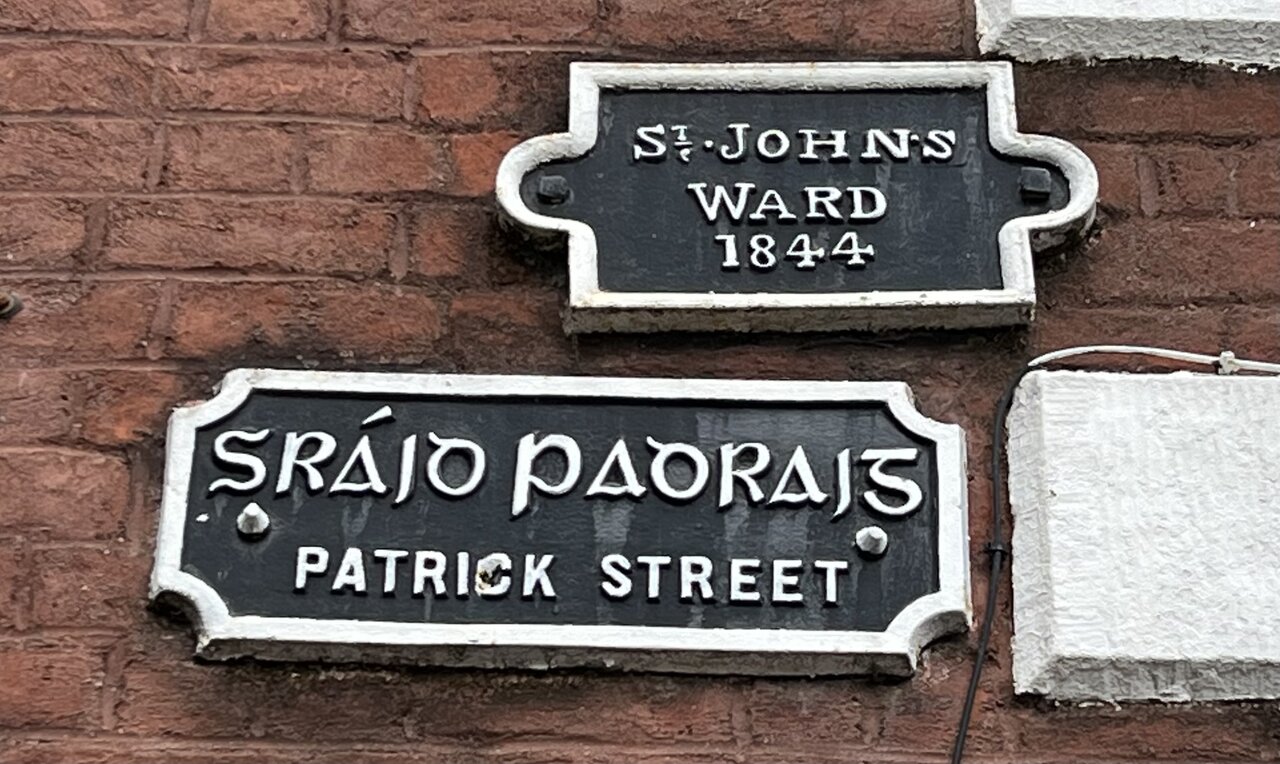 ST. JOHN'S
WARD
1844
SRÁID PADRAIG
PATRICK STREET